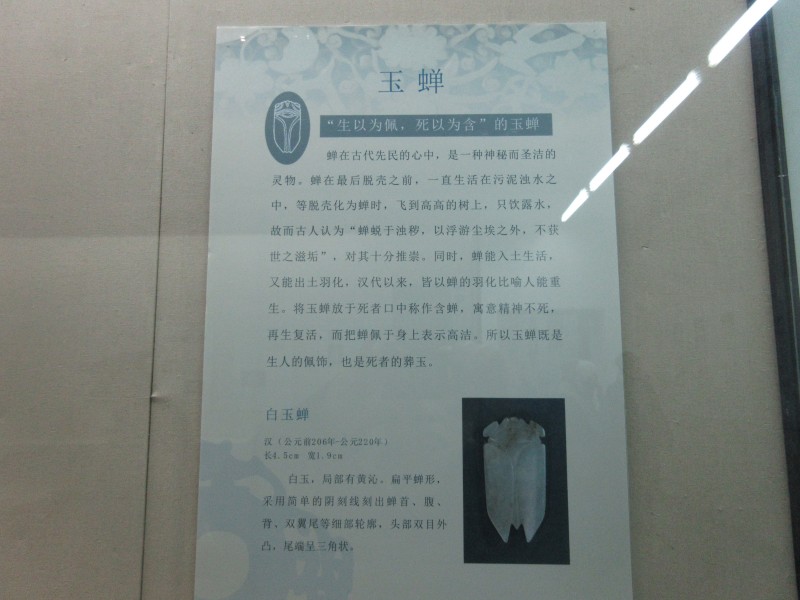 玉蝉
“生以为佩，死以为含”的玉蝉
蝉在古代先民的心中，是一种神秘而圣洁的
灵物。蝉在最后脱壳之前，一直生活在污泥浊水之
中，等脱壳化为蝉时，飞到高高的树上，只饮露水，
故而古人认为“蝉蜕于浊秽，以浮游尘埃之外，不获
世之滋垢”，对其十分推崇。同时，蝉能入土生活，
又能出土羽化，汉代以来，皆以蝉的羽化比喻人能重
生。将玉蝉放于死者口中称作含蝉，寓意精神不死，
再生复活，而把蝉佩于身上表示高洁。所以玉蝉既是
生人的佩饰，也是死者的葬玉。
白玉蝉
汉（公元前206年-公元220年）
长4.5cm 宽1.9cm
白玉，局部有黄沁。扁平蝉形，
采用简单的阴刻线刻出蝉首、腹、
背、双翼尾等细部轮廓，头部双目外
凸，尾端呈三角状。